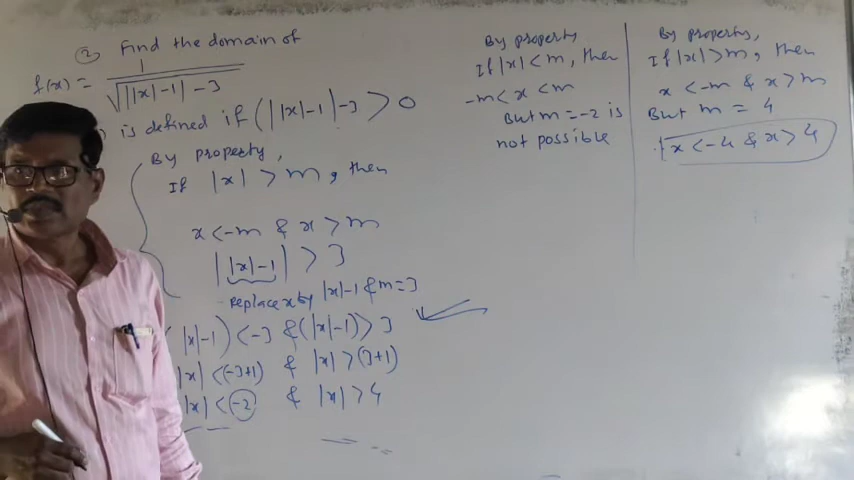 ② Find the domain of
f(x) = 1 / √||x|-1| -3
is defined if (||x|-1|-3 > 0
By property,
If |x| > m, then
x < -m & x > m
||x|-1| > 3
replace x by |x|-1 & m=3
|x|-1) < -3 & (|x|-1) > 3
|x| < (-3+1) & |x| > (3+1)
|x| < -2 & |x| > 4
By property
If |x| < m, then
-m < x < m
But m = -2 is
not possible
By property,
If |x| > m, then
x < -m & x > m
But m = 4
x < -4 & x > 4